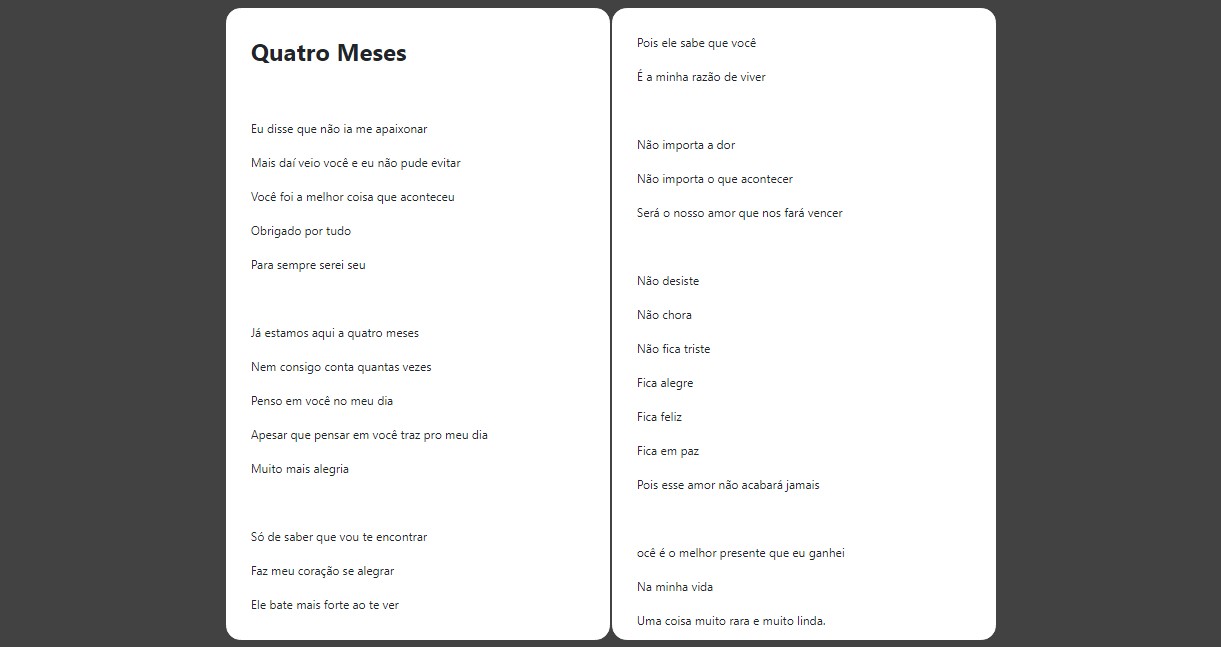 Quatro Meses
Eu disse que não ia me apaixonar
Mais daí veio você e eu não pude evitar
Você foi a melhor coisa que aconteceu
Obrigado por tudo
Para sempre serei seu
Já estamos aqui a quatro meses
Nem consigo conta quantas vezes
Penso em você no meu dia
Apesar que pensar em você traz pro meu dia
Muito mais alegria
Só de saber que vou te encontrar
Faz meu coração se alegrar
Ele bate mais forte ao te ver
Pois ele sabe que você
É a minha razão de viver
Não importa a dor
Não importa o que acontecer
Será o nosso amor que nos fará vencer
Não desiste
Não chora
Não fica triste
Fica alegre
Fica feliz
Fica em paz
Pois esse amor não acabará jamais
ocê é o melhor presente que eu ganhei
Na minha vida
Uma coisa muito rara e muito linda.